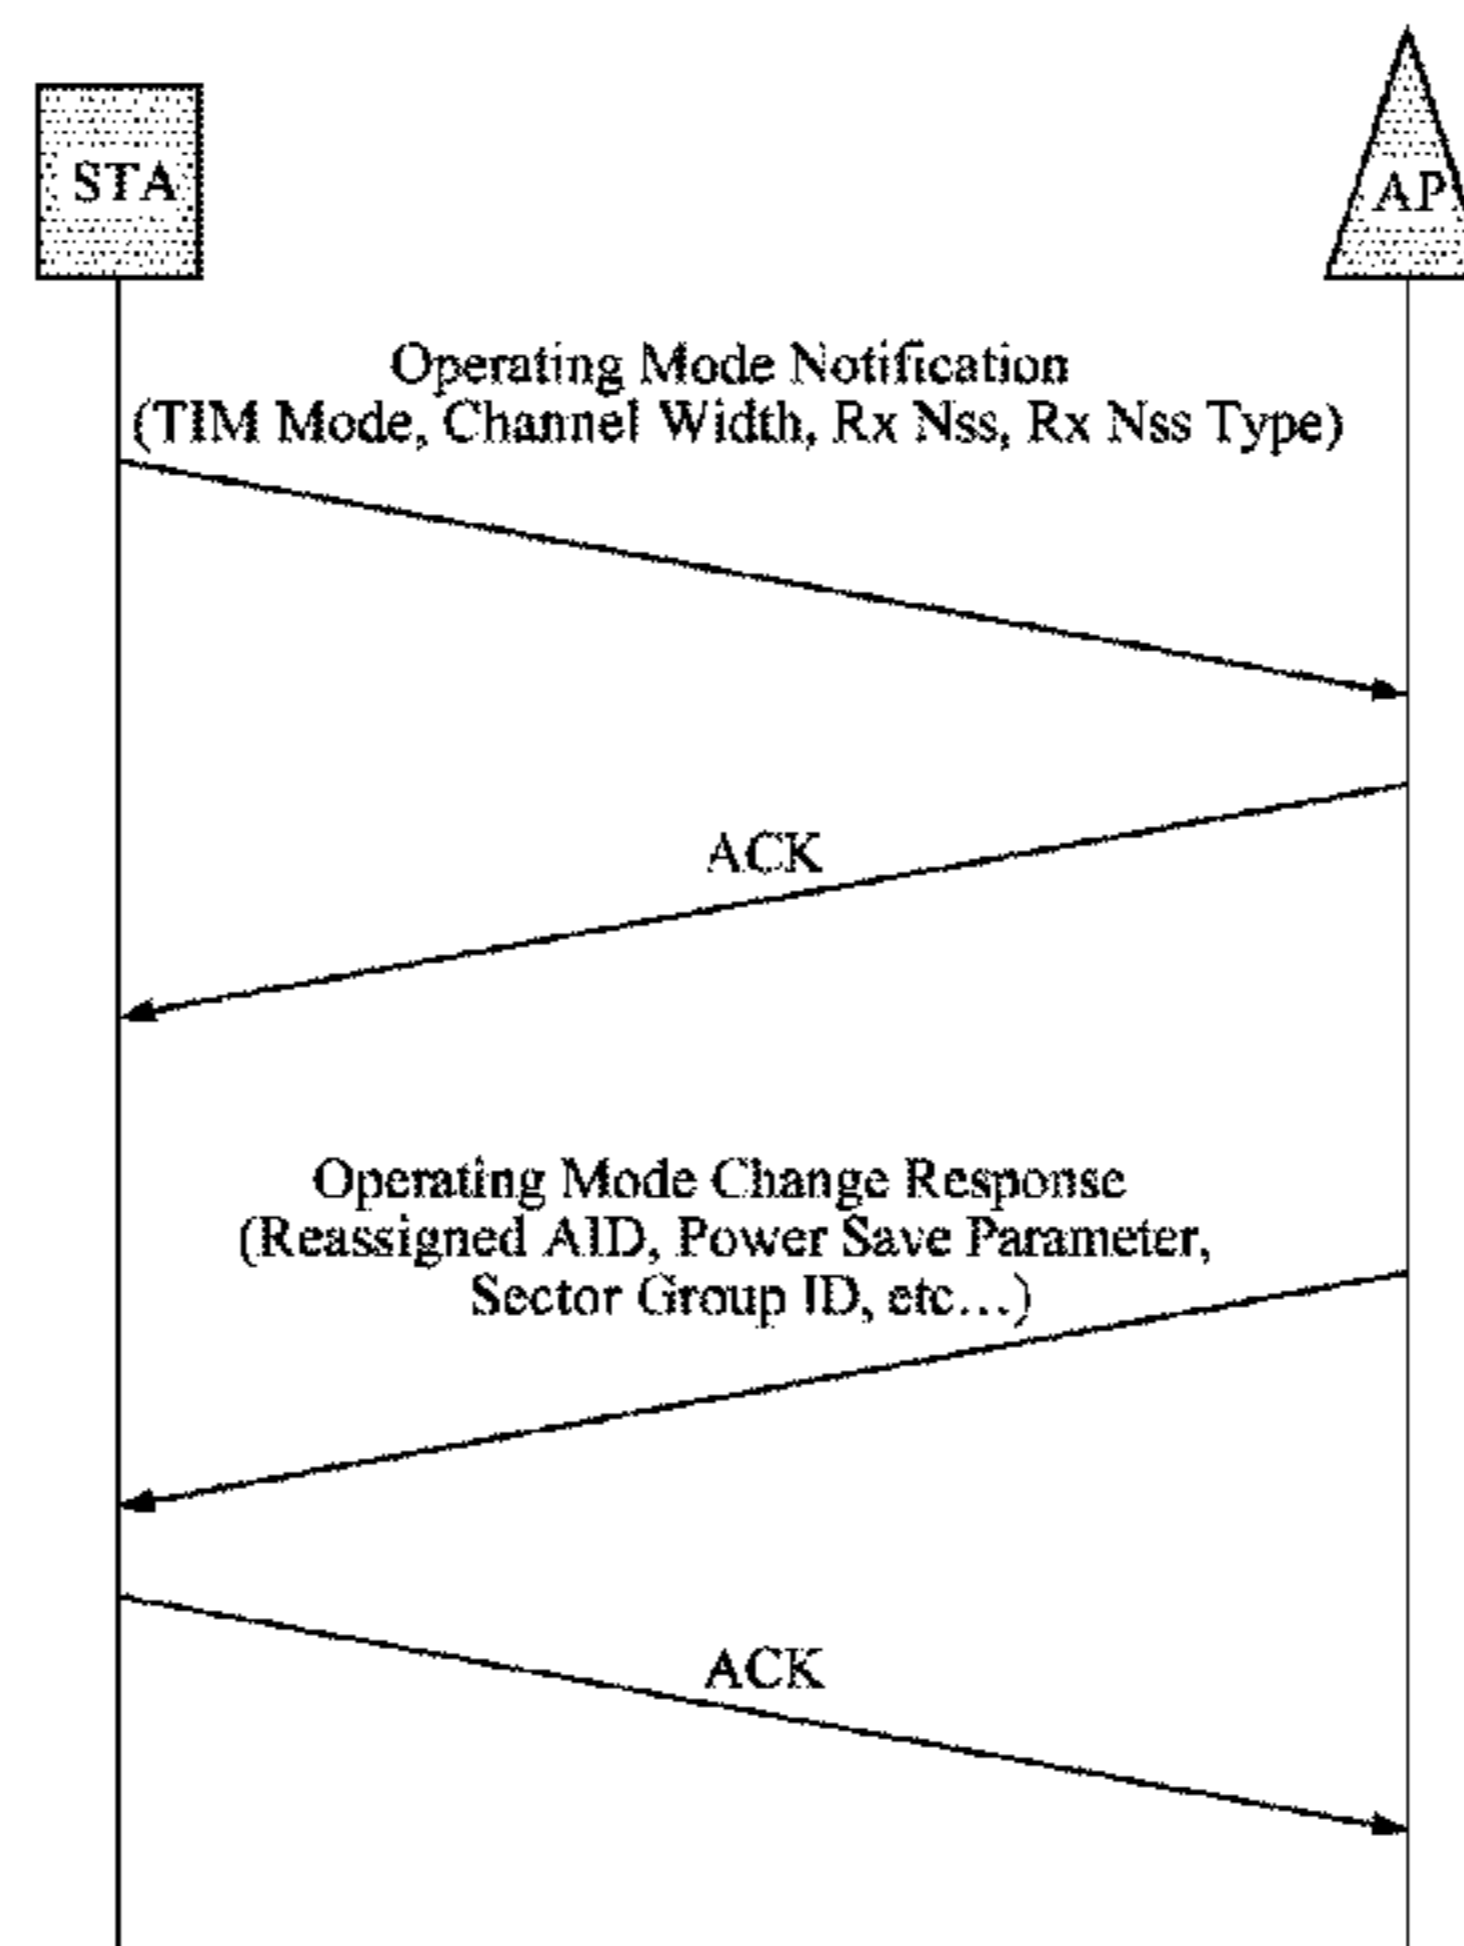 STA
AP
Operating Mode Notification
(TIM Mode, Channel Width, Rx Nss, Rx Nss Type)
ACK
Operating Mode Change Response
(Reassigned AID, Power Save Parameter,
Sector Group ID, etc...)
ACK